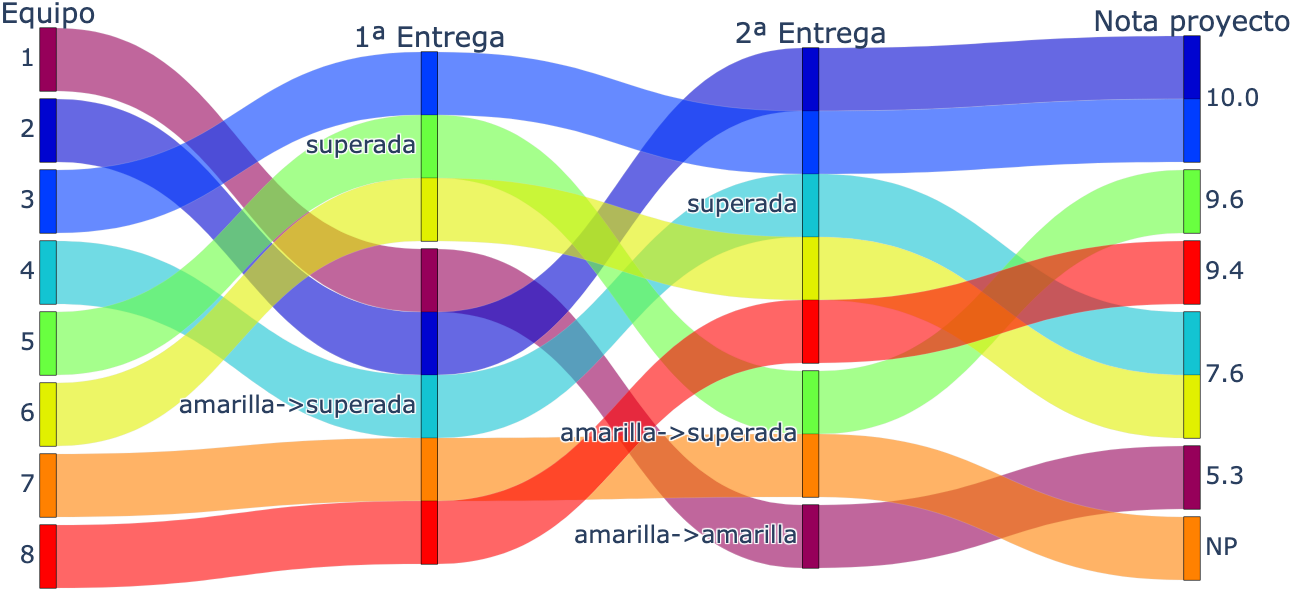 Equipo
1
2
3
4
5
6
7
8
1ª Entrega
superada
amarilla->superada
2ª Entrega
superada
amarilla->superada
amarilla->amarilla
Nota proyecto
10.0
9.6
9.4
7.6
5.3
NP